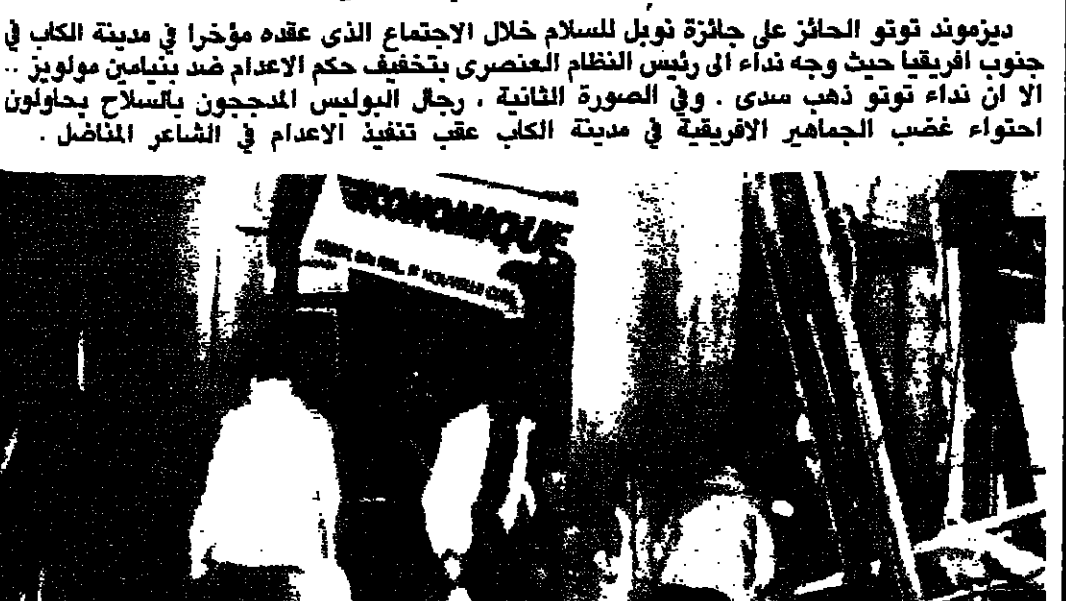 ديزموند توتو الحائز على جائزة نوبل للسلام خلال الاجتماع الذى عقده مؤخرا في مدينة الكاب في
جنوب افريقيا حيث وجه نداء الى رئيس النظام العنصرى بتخفيف حكم الاعدام ضد بنيامين مولويز ..
الا ان نداء توتو ذهب سدى . وفي الصورة الثانية ، رجال البوليس المدججون بالسلاح يحاولون
احتواء غضب الجماهير الافريقية في مدينة الكاب عقب تنفيذ الاعدام في الشاعر المناضل .